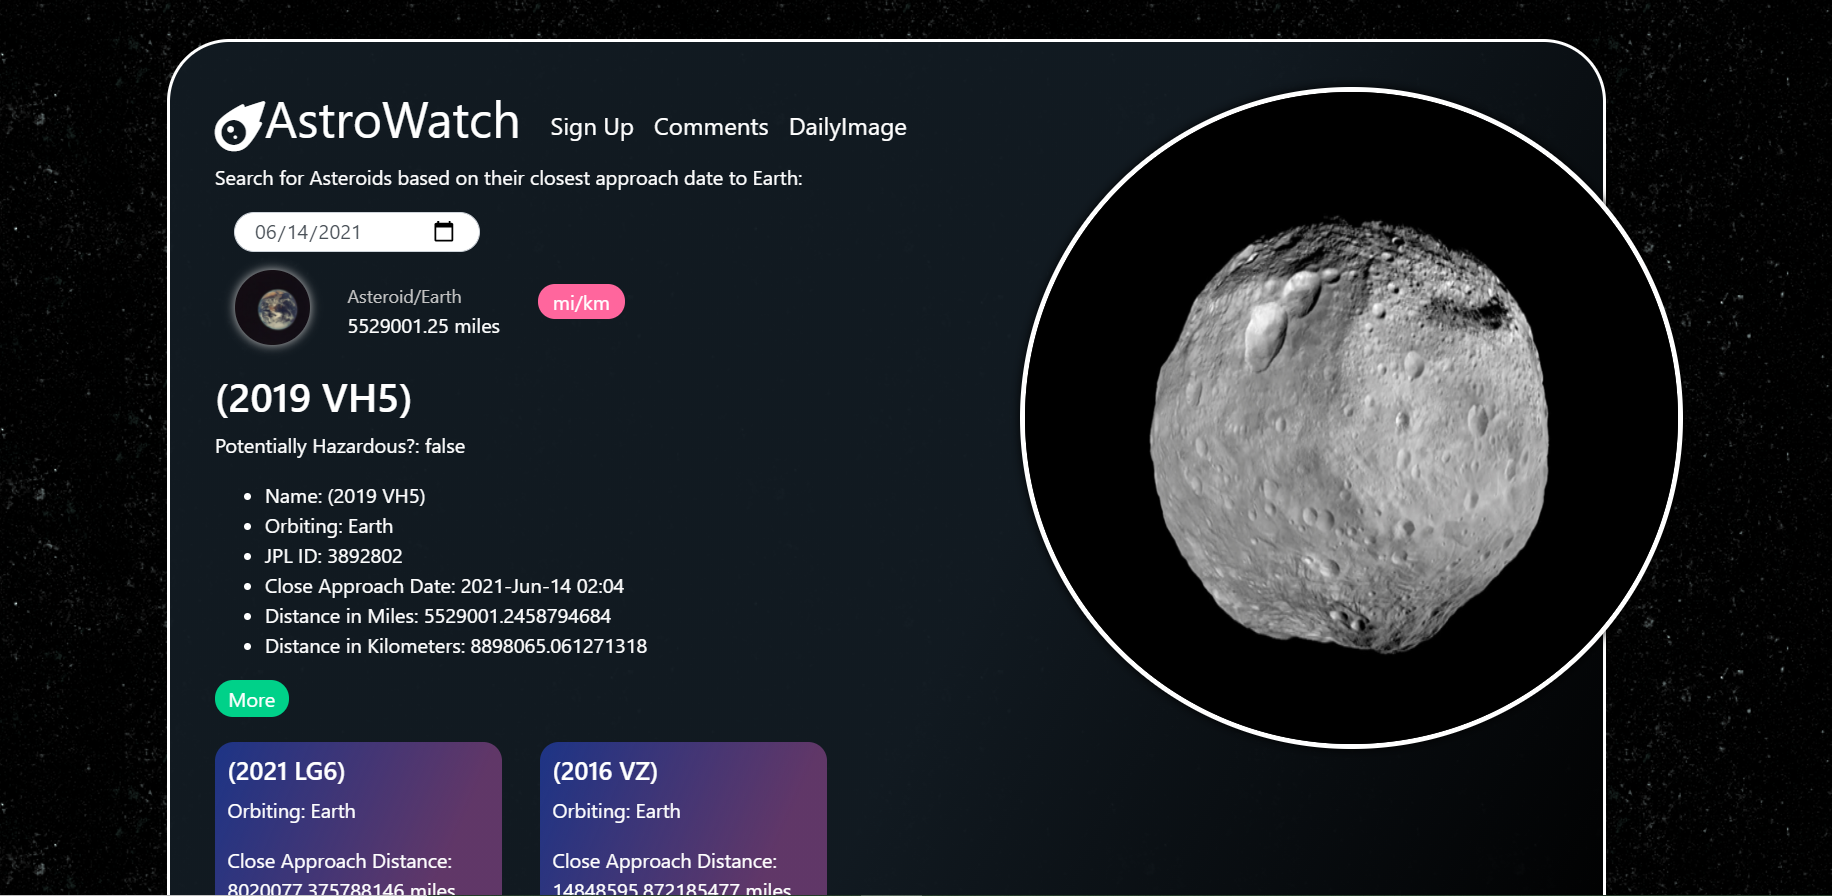 AstroWatch Sign Up Comments DailyImage
Search for Asteroids based on their closest approach date to Earth:
06/14/2021
Asteroid/Earth
5529001.25 miles
mi/km
(2019 VH5)
Potentially Hazardous?: false
Name: (2019 VH5)
Orbiting: Earth
JPL ID: 3892802
Close Approach Date: 2021-Jun-14 02:04
Distance in Miles: 5529001.2458794684
Distance in Kilometers: 8898065.061271318
More
(2021 LG6)
Orbiting: Earth
Close Approach Distance:
8020077.375788146 miles
(2016 VZ)
Orbiting: Earth
Close Approach Distance:
14848595.872185477 miles